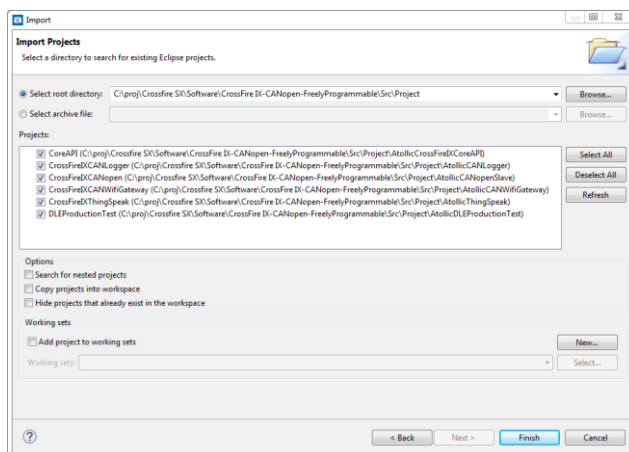 Import
Import Projects
Select a directory to search for existing Eclipse projects.
Select root directory: C:\proj\Crossfire SX\Software\CrossFire IX-CANopen-FreelyProgrammable\Src\Project Browse...
Select archive file: Browse...
Projects:
CoreAPI (C:\proj\Crossfire SX\Software\CrossFire IX-CANopen-FreelyProgrammable\Src\Project\AtollicCrossFireIXCoreAPI) Select All
CrossFireIXCANLogger (C:\proj\Crossfire SX\Software\CrossFire IX-CANopen-FreelyProgrammable\Src\Project\AtollicCANLogger)
CrossFireIXCANopen (C:\proj\Crossfire SX\Software\CrossFire IX-CANopen-FreelyProgrammable\Src\Project\AtollicCANopenSlave) Deselect All
CrossFireIXCANWifiGateway (C:\proj\Crossfire SX\Software\CrossFire IX-CANopen-FreelyProgrammable\Src\Project\AtollicCANWifiGateway)
CrossFireIXThingSpeak (C:\proj\Crossfire SX\Software\CrossFire IX-CANopen-FreelyProgrammable\Src\Project\AtollicThingSpeak) Refresh
DLEProductionTest (C:\proj\Crossfire SX\Software\CrossFire IX-CANopen-FreelyProgrammable\Src\Project\AtollicDLEProductionTest)
Options
Search for nested projects
Copy projects into workspace
Hide projects that already exist in the workspace
Working sets
Add project to working sets New...
Working sets: Select...
? < Back Next > Finish Cancel